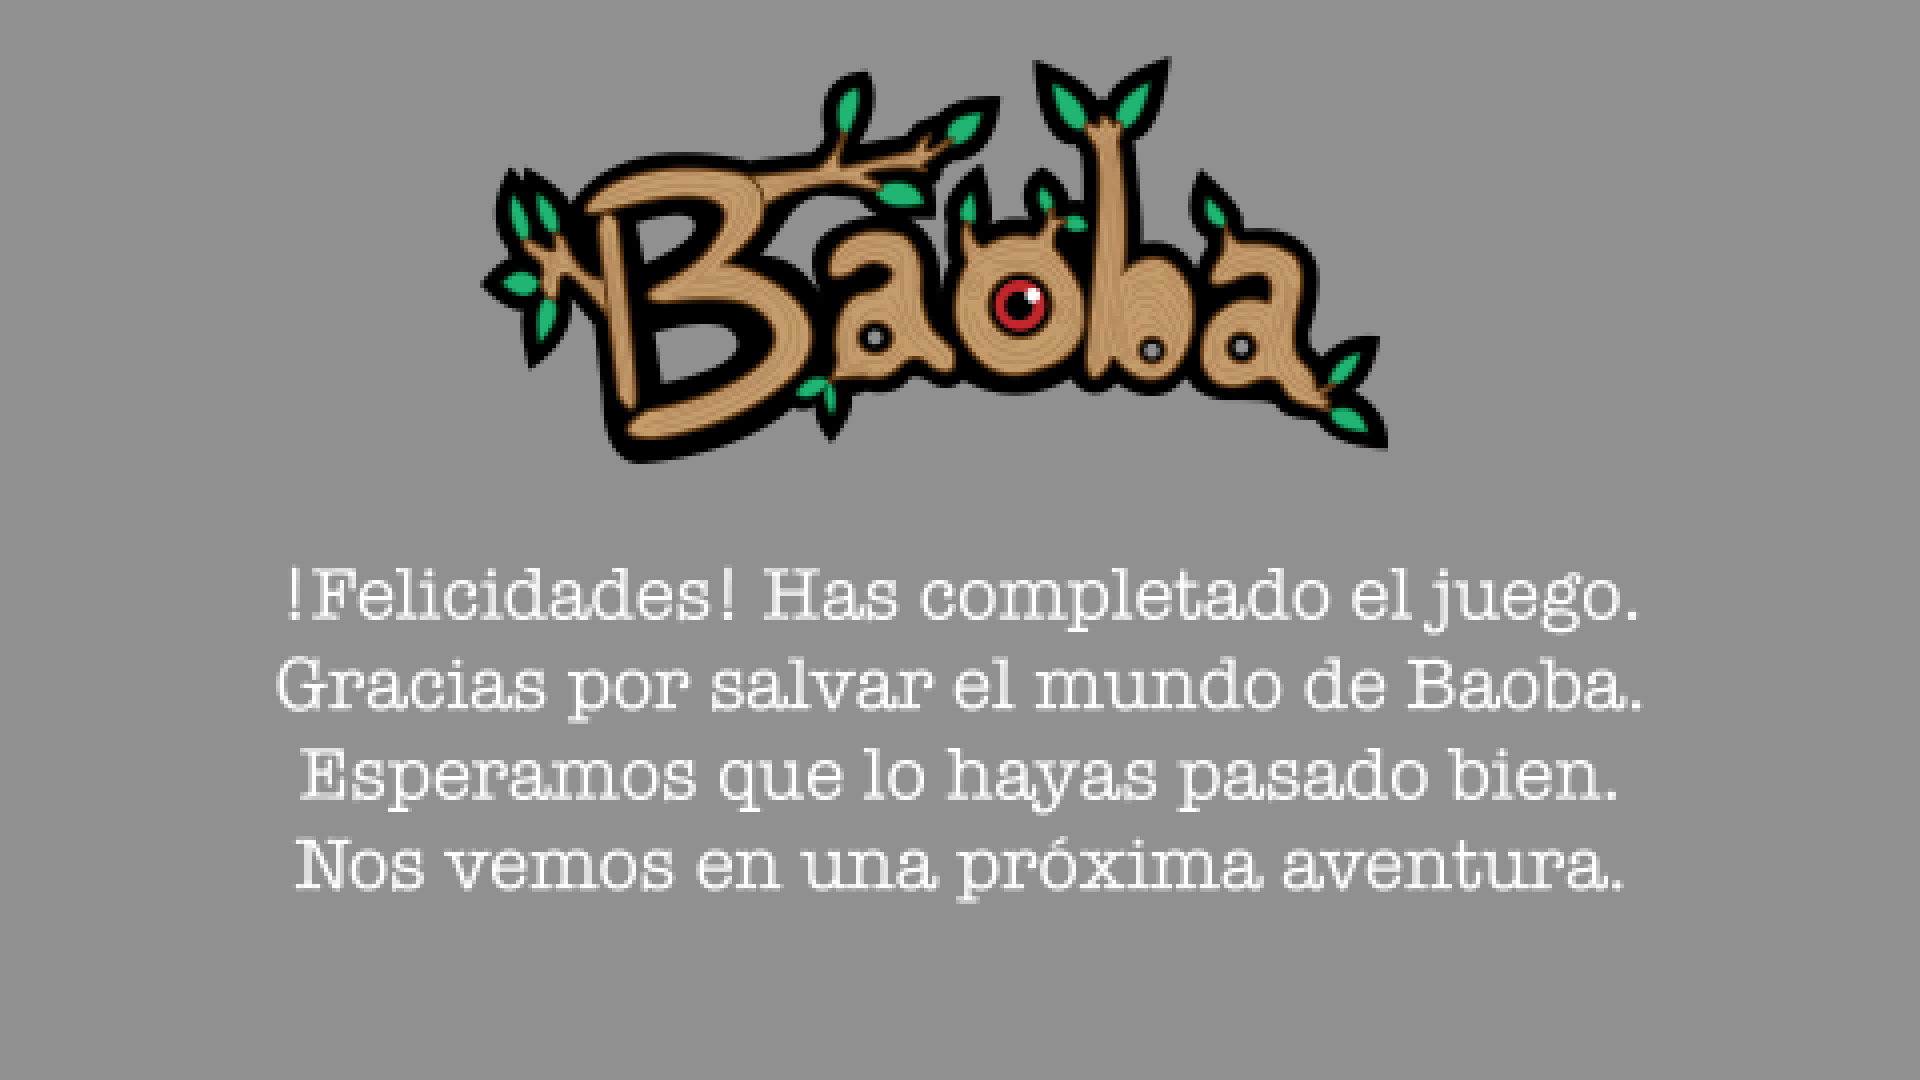 Baoba
!Felicidades! Has completado el juego.
Gracias por salvar el mundo de Baoba.
Esperamos que lo hayas pasado bien.
Nos vemos en una próxima aventura.